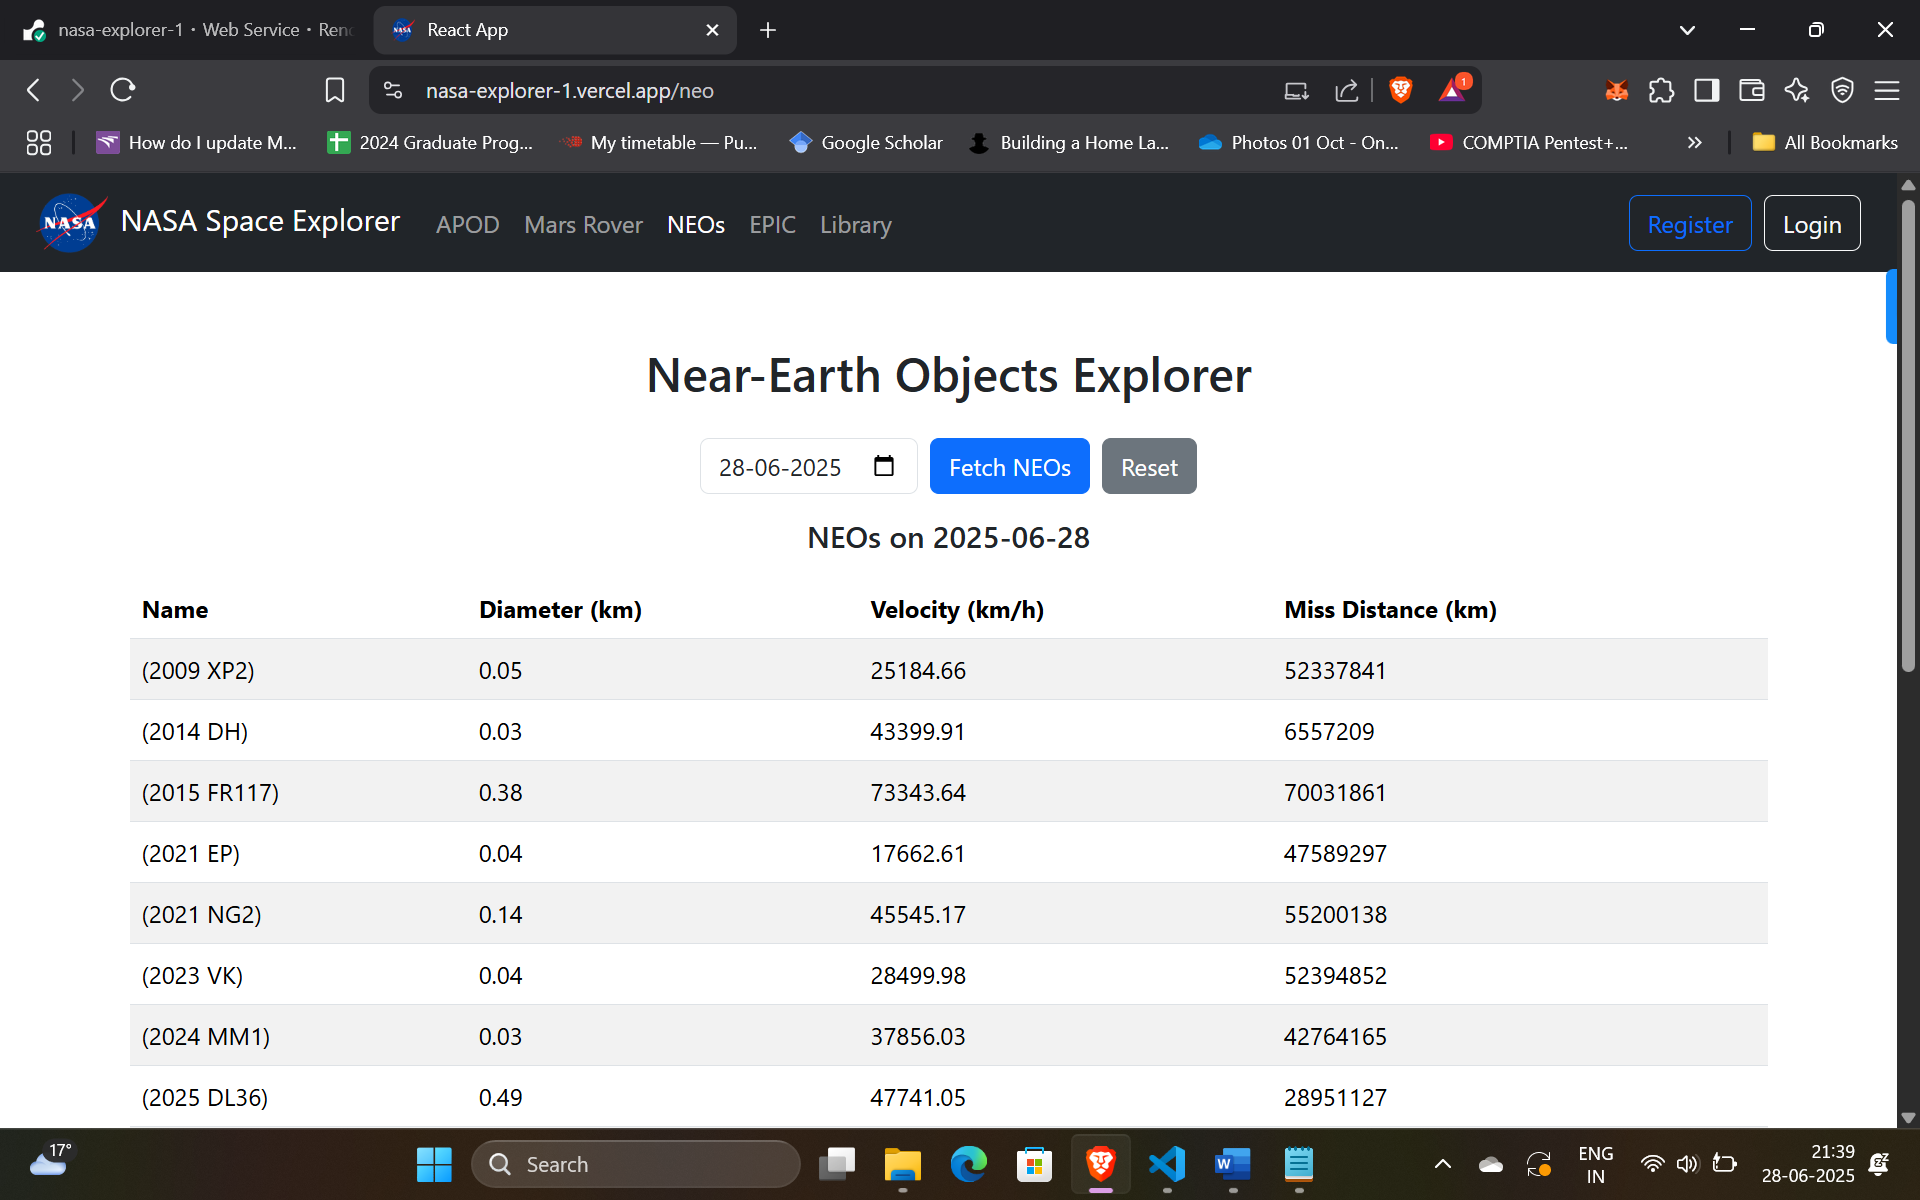 nasa-explorer-1 • Web Service • Ren
React App
nasa-explorer-1.vercel.app/neo
1
How do I update M...
2024 Graduate Prog...
My timetable — Pu...
Google Scholar
Building a Home La...
Photos 01 Oct - On...
COMPTIA Pentest+...
All Bookmarks
NASA
NASA Space Explorer
APOD
Mars Rover
NEOs
EPIC
Library
Register
Login
Near-Earth Objects Explorer
28-06-2025
Fetch NEOs
Reset
NEOs on 2025-06-28
Name Diameter (km) Velocity (km/h) Miss Distance (km)
(2009 XP2) 0.05 25184.66 52337841
(2014 DH) 0.03 43399.91 6557209
(2015 FR117) 0.38 73343.64 70031861
(2021 EP) 0.04 17662.61 47589297
(2021 NG2) 0.14 45545.17 55200138
(2023 VK) 0.04 28499.98 52394852
(2024 MM1) 0.03 37856.03 42764165
(2025 DL36) 0.49 47741.05 28951127
17°
Search
ENG
IN
21:39
28-06-2025